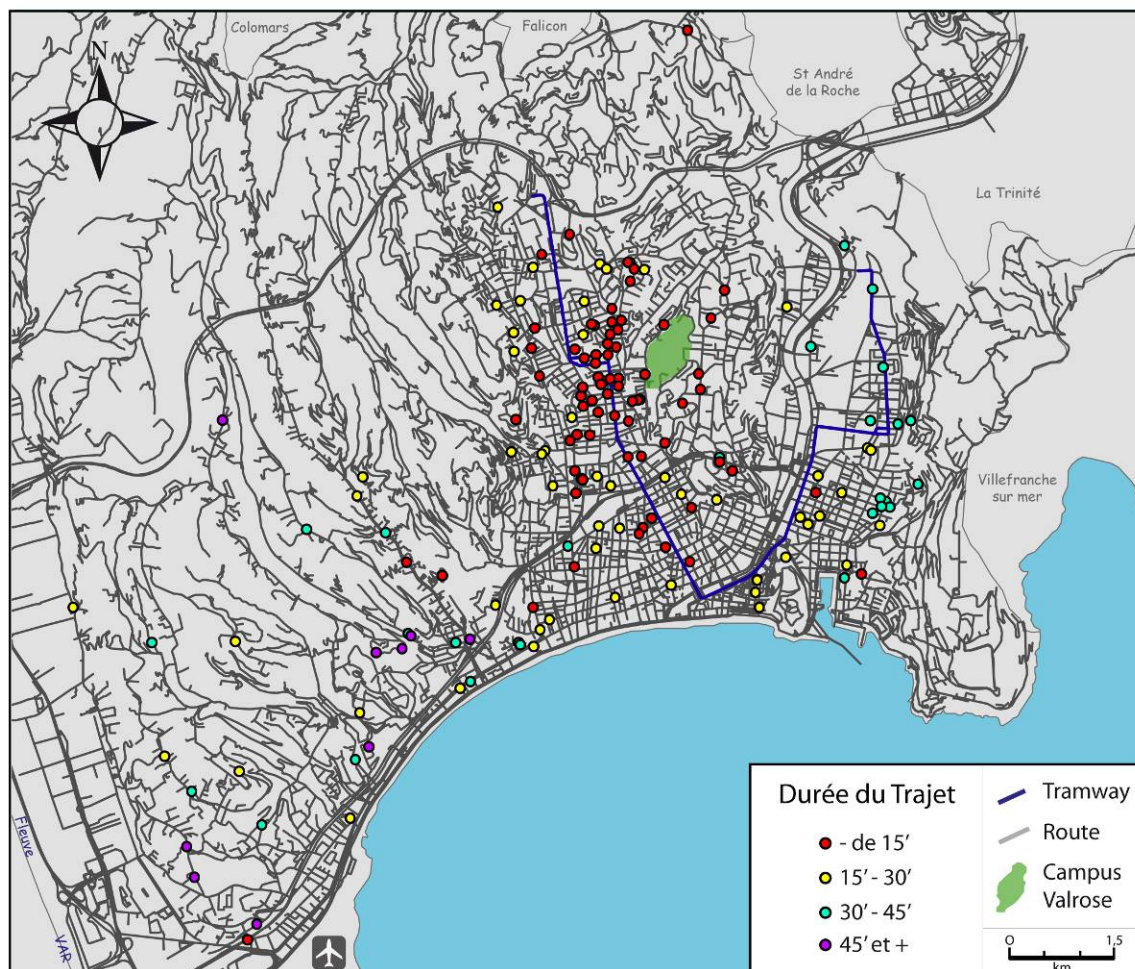 Colomars
Falicon
N
St André
de la Roche
La Trinité
Villefranche
sur mer
Fleuve
VAR
Durée du Trajet
- de 15'
15' - 30'
30' - 45'
45' et +
Tramway
Route
Campus
Valrose
0 1,5
km